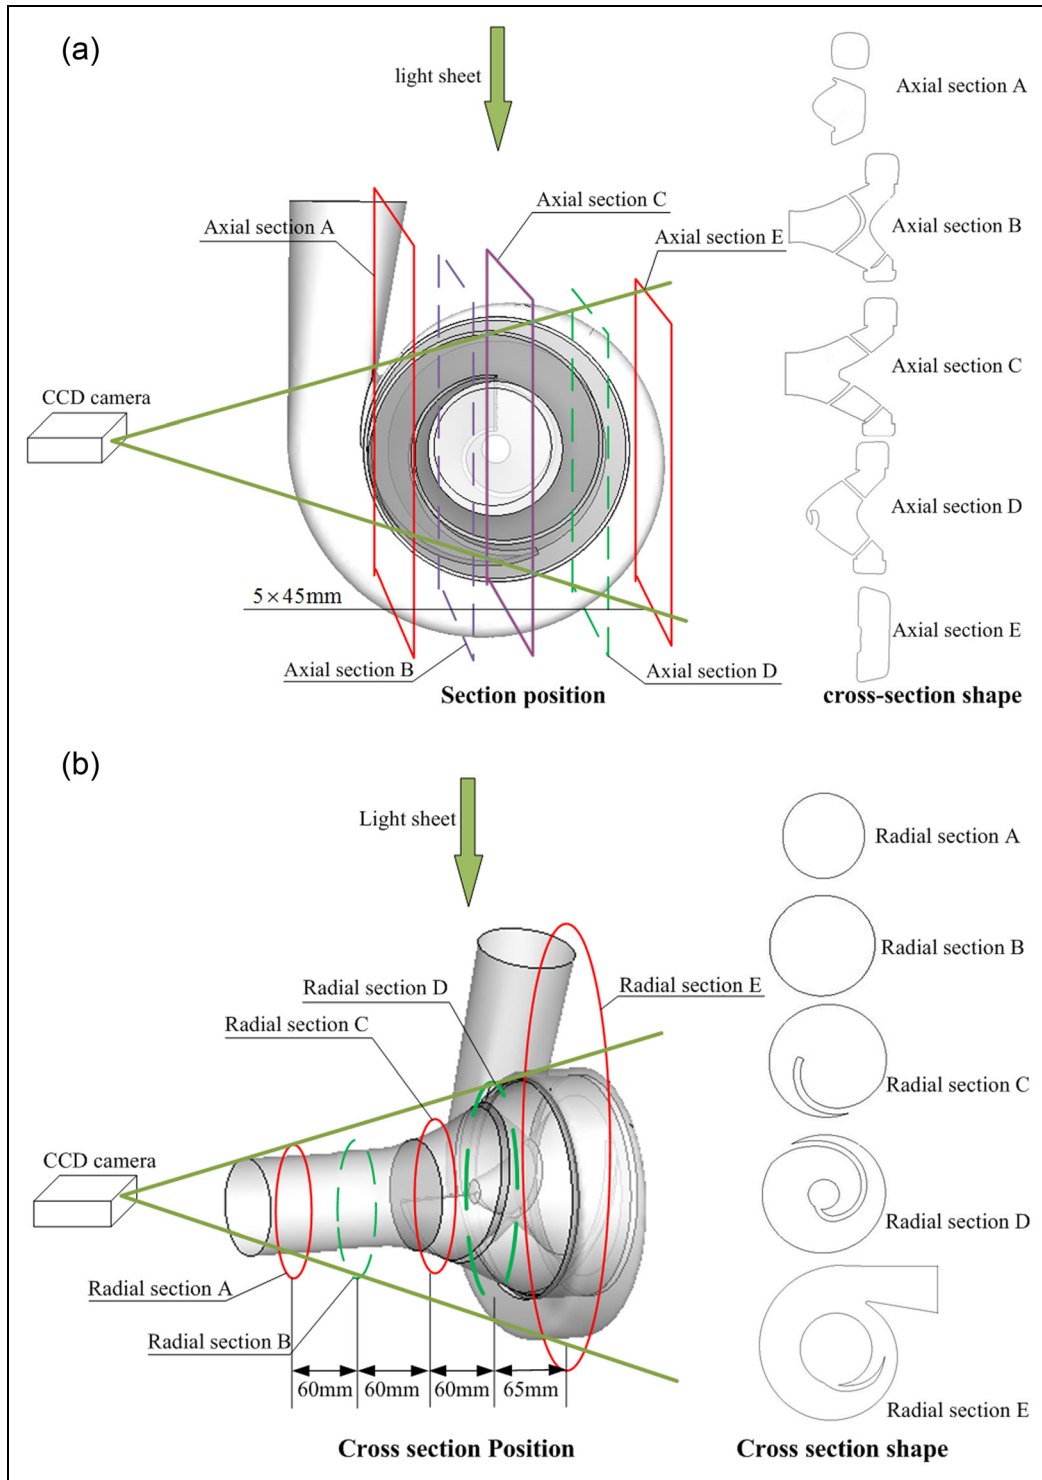 (a)
light sheet
Axial section A
Axial section C
Axial section A
Axial section E
Axial section B
CCD camera
Axial section C
Axial section D
5×45mm
Axial section E
Axial section B
Axial section D
Section position
cross-section shape
(b)
Light sheet
Radial section A
Radial section B
Radial section D
Radial section E
Radial section C
Radial section C
CCD camera
Radial section D
Radial section A
Radial section B
60mm
60mm
60mm
65mm
Radial section E
Cross section Position
Cross section shape